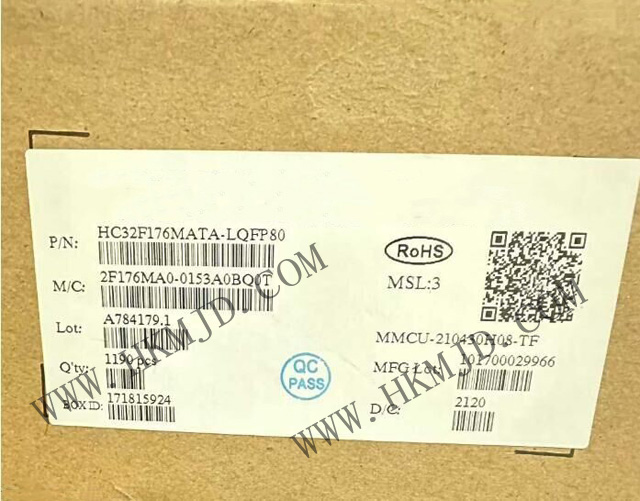 P/N: HC32F176MATA-LQFP80
M/C: 2F176MA0-0153A0BQ0T
Lot: A784179.1
Q'ty: 1190 pcs
BOX ID: 171815924
RoHS
MSL:3
MMCU-210430H08-TF
MFG Lot: 101700029966
D/C: 2120
QC
PASS
WWW.HKMJD.COM
WWW.HKMJD.COM